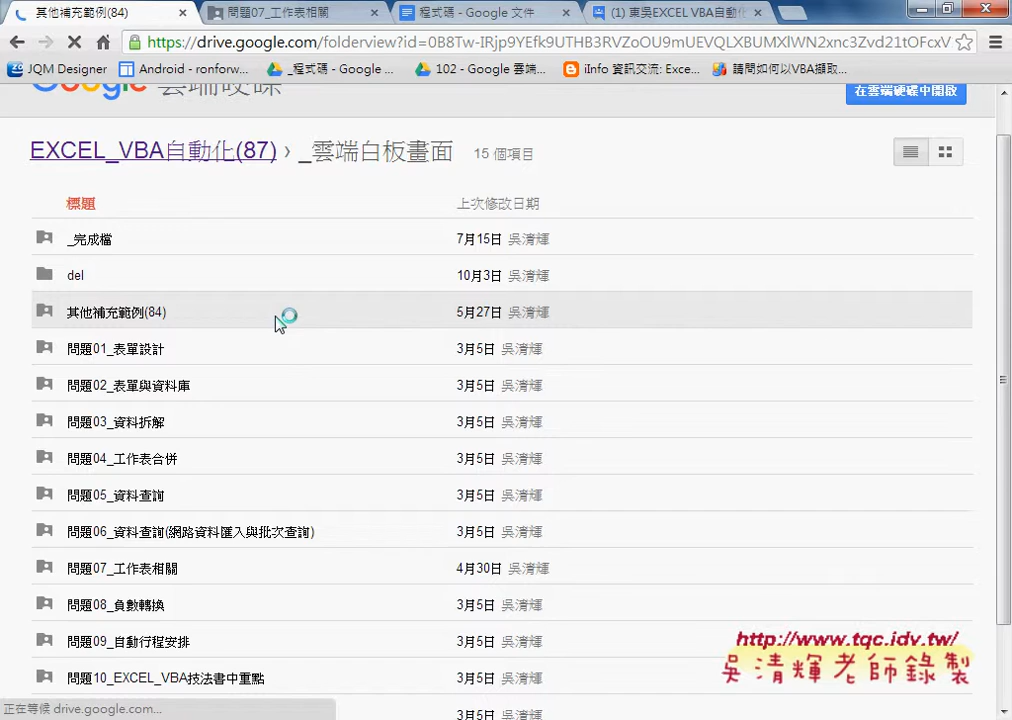 其他補充範例(84)
問題07_工作表相關
程式碼 - Google 文件
(1) 東吳EXCEL VBA自動化
https://drive.google.com/folderview?id=0B8Tw-IRjp9YEfk9UTHB3RVZoOU9mUEVQLXBUMXlWN2xnc3Zvd21tOFcxV
JQM Designer
Android - ronforw...
_程式碼 - Google ...
102 - Google 雲端...
iInfo 資訊交流: Exce...
請問如何以VBA擷取...
Google 雲端硬碟
在雲端硬碟中開啟
EXCEL_VBA自動化(87) › _雲端白板畫面 15 個項目
標題 上次修改日期
_完成檔 7月15日 吳清輝
del 10月3日 吳清輝
其他補充範例(84) 5月27日 吳清輝
問題01_表單設計 3月5日 吳清輝
問題02_表單與資料庫 3月5日 吳清輝
問題03_資料拆解 3月5日 吳清輝
問題04_工作表合併 3月5日 吳清輝
問題05_資料查詢 3月5日 吳清輝
問題06_資料查詢(網路資料匯入與批次查詢) 3月5日 吳清輝
問題07_工作表相關 4月30日 吳清輝
問題08_負數轉換 3月5日 吳清輝
問題09_自動行程安排 3月5日 吳清輝
問題10_EXCEL_VBA技法書中重點 3月5日 吳清輝
3月5日 吳清輝
http://www.tqc.idv.tw/
吳清輝老師錄製
正在等候 drive.google.com...